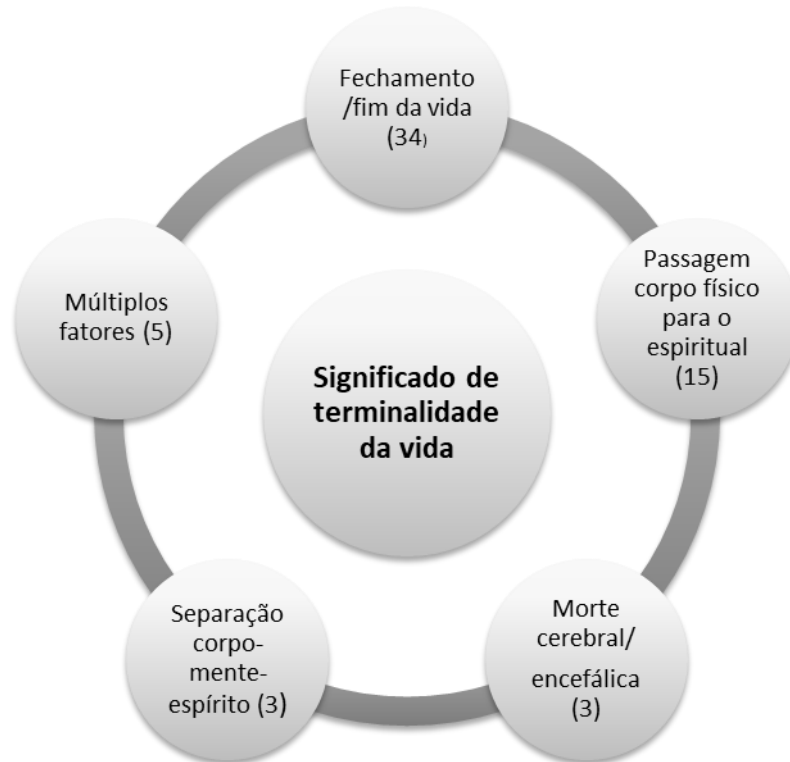 Fechamento
/fim da vida
(34)
Passagem
corpo físico
para o
espiritual
(15)
Morte
cerebral/
encefálica
(3)
Separação
corpo-
mente-
espírito (3)
Múltiplos
fatores (5)
Significado de
terminalidade
da vida